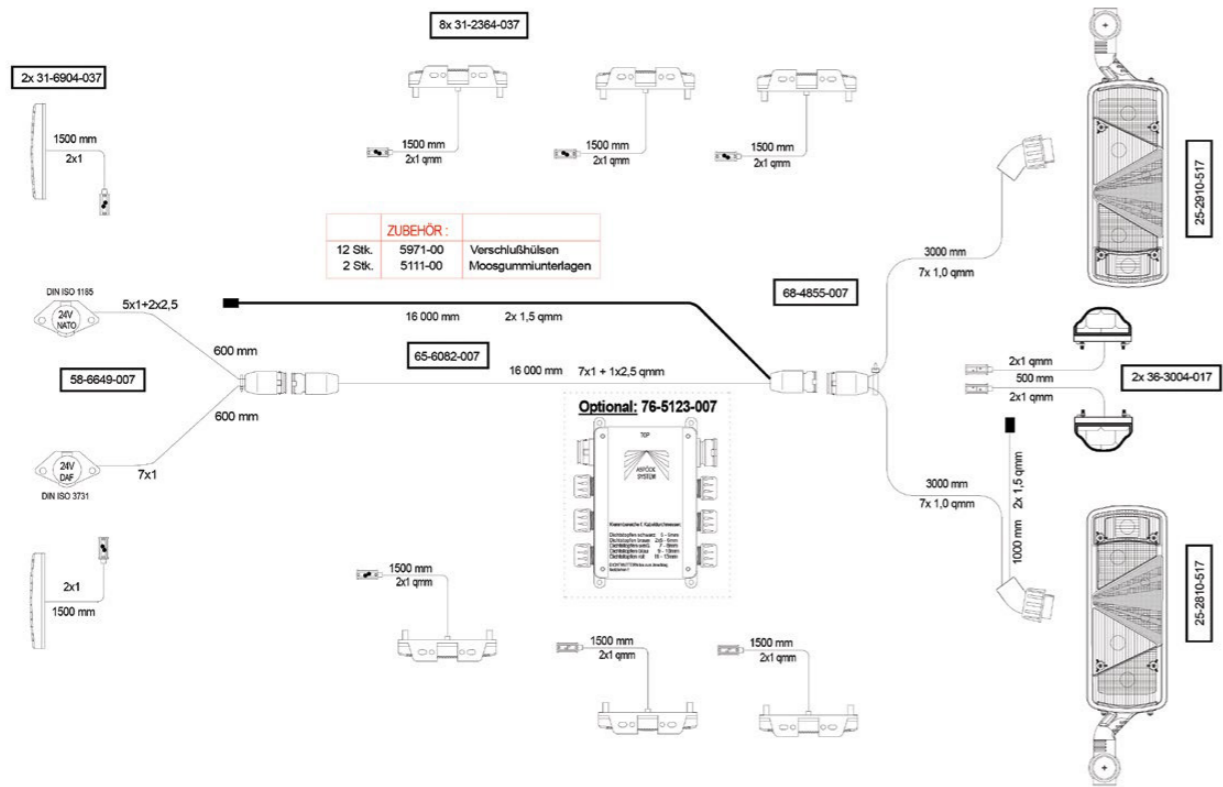 8x 31-2364-037
2x 31-6904-037
1500 mm
2x1
1500 mm
2x1 qmm
1500 mm
2x1 qmm
1500 mm
2x1 qmm
25-2910-517
ZUBEHÖR :
12 Stk. 5971-00 Verschlußhülsen
2 Stk. 5111-00 Moosgummiunterlagen
3000 mm
7x 1,0 qmm
68-4855-007
DIN ISO 1185
24V
NATO
5x1+2x2,5
16 000 mm 2x 1,5 qmm
600 mm
65-6082-007
58-6649-007
16 000 mm 7x1 + 1x2,5 qmm
2x1 qmm
500 mm
2x1 qmm
2x 36-3004-017
600 mm
Optional: 76-5123-007
TOP
ASPÖCK
SYSTEM
24V
DAF
7x1
DIN ISO 3731
3000 mm
7x 1,0 qmm
1000 mm 2x 1,5 qmm
25-2810-517
2x1
1500 mm
1500 mm
2x1 qmm
1500 mm
2x1 qmm
1500 mm
2x1 qmm